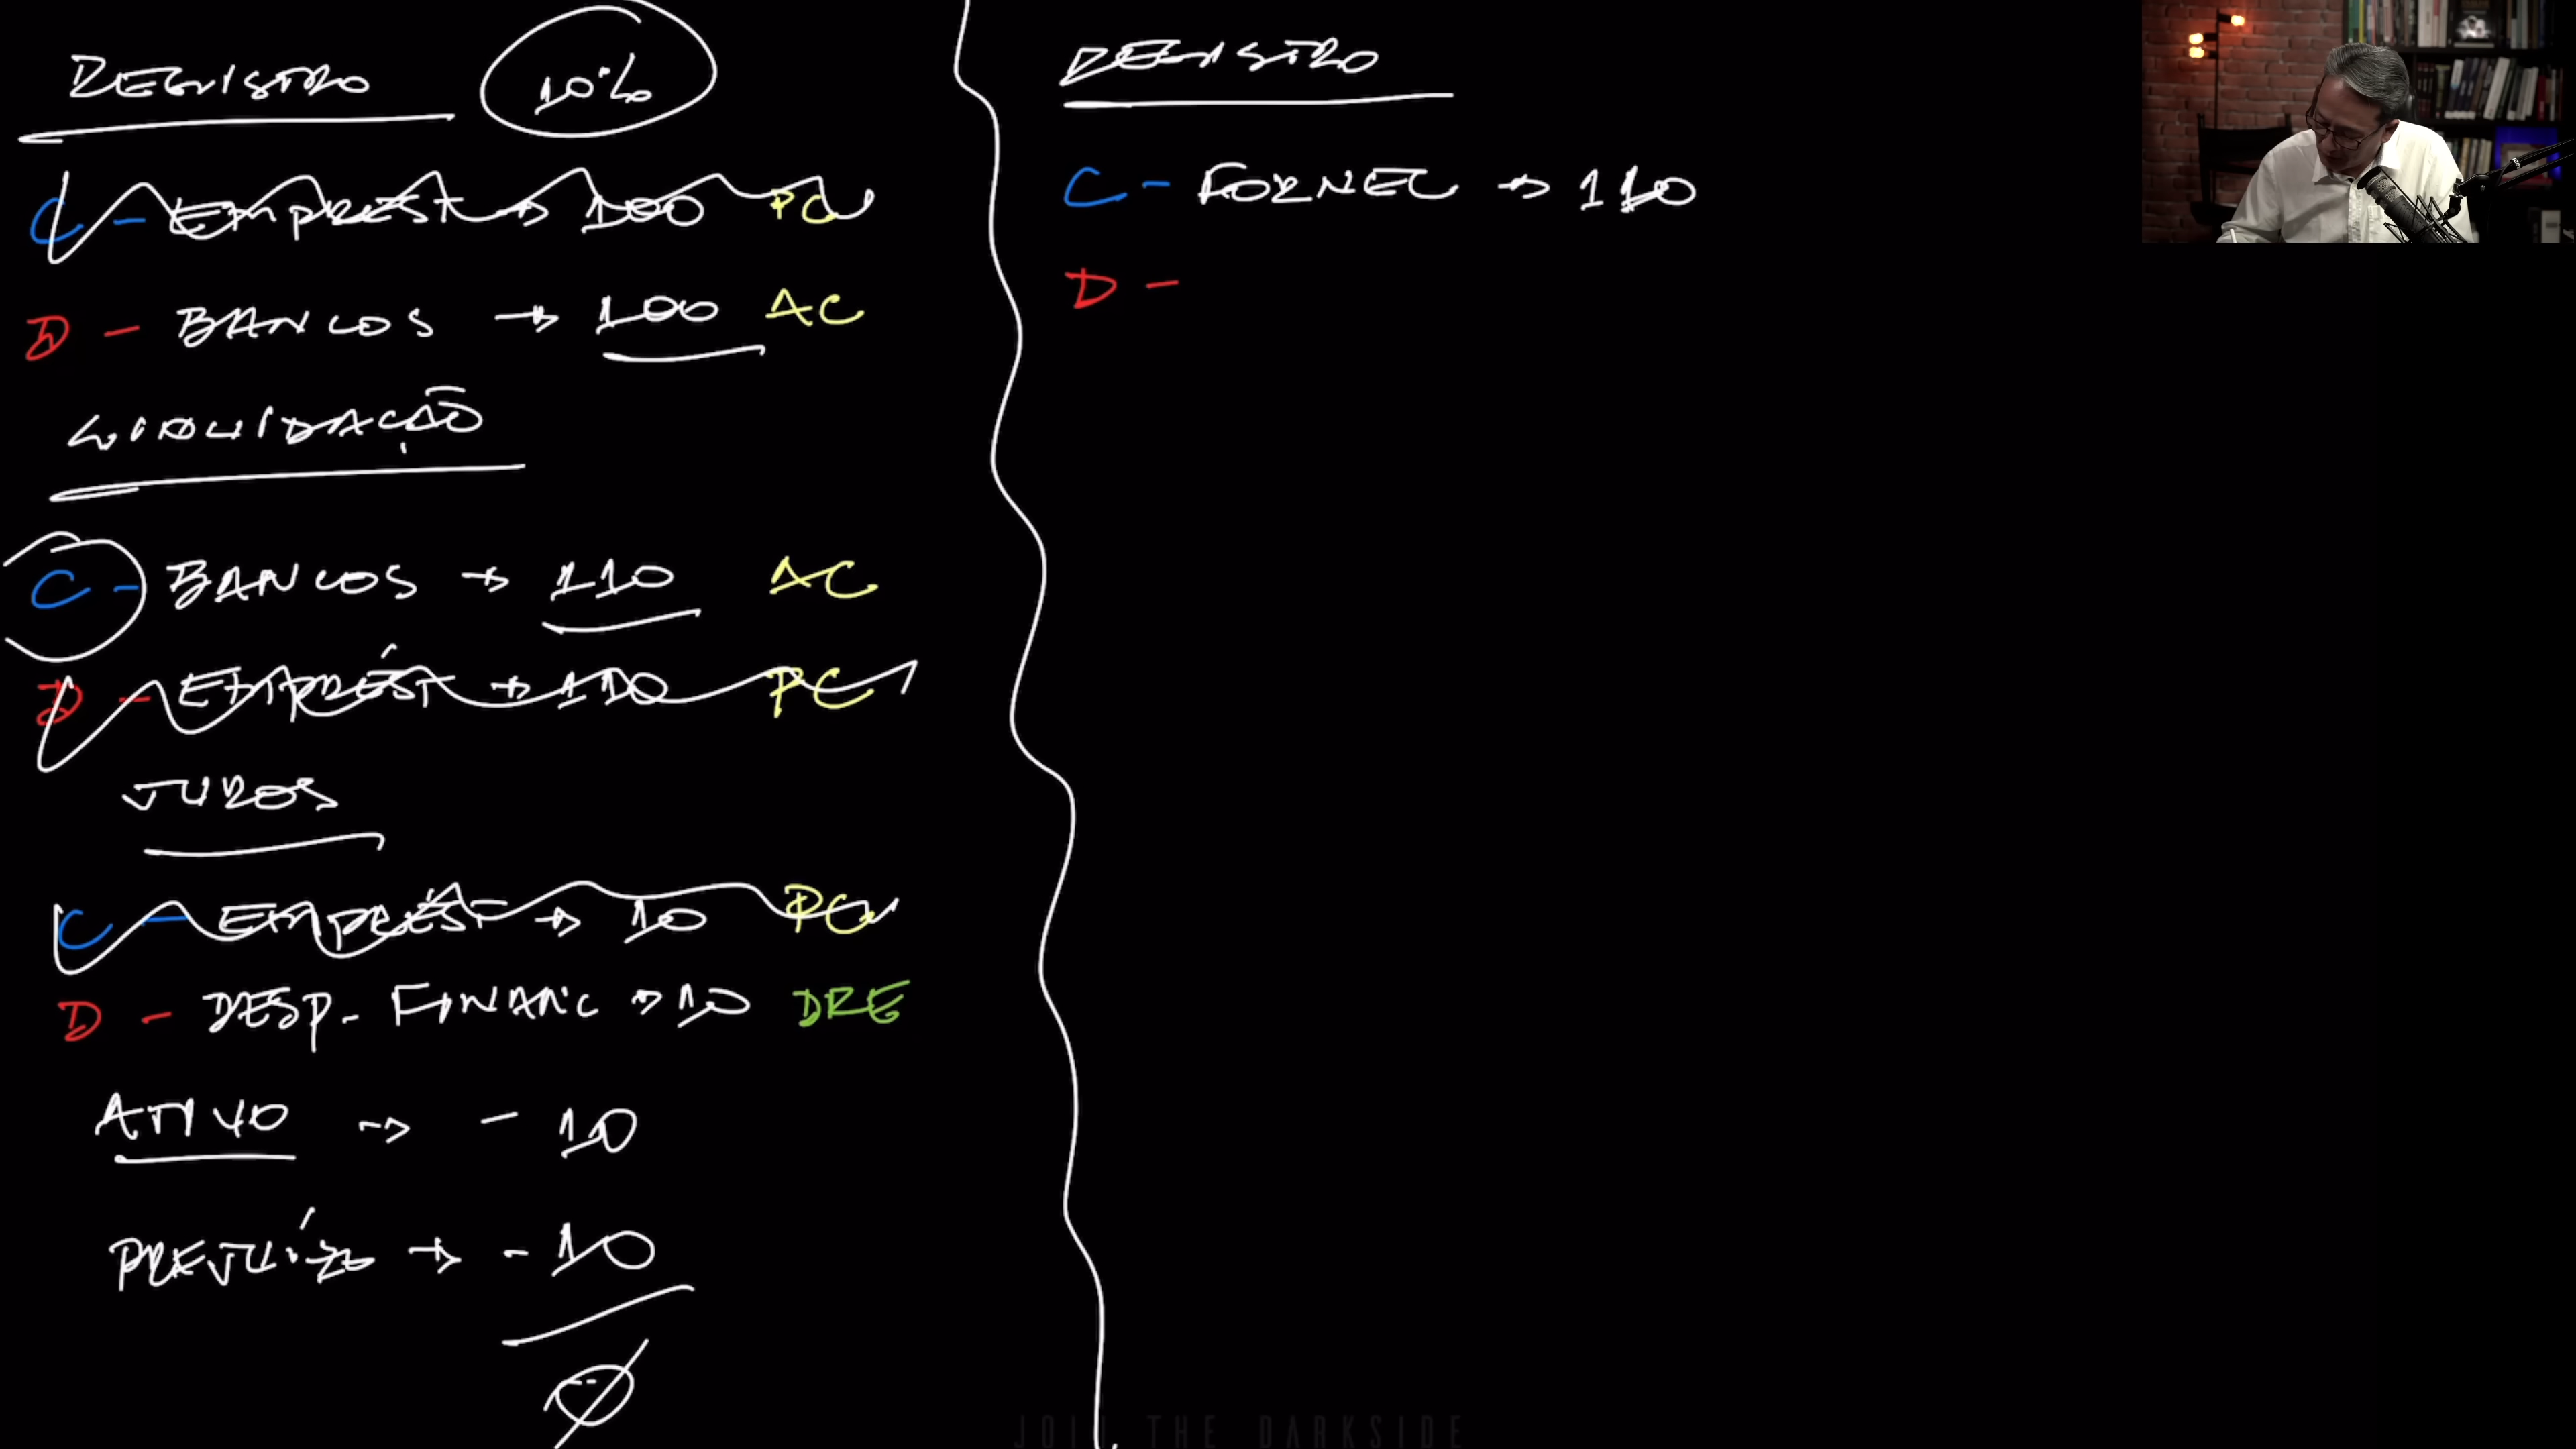 REGISTRO 10%
C - EMPREST → 100 PC
D - BANCOS → 100 AC
LIQUIDAÇÃO
C - BANCOS → 110 AC
D - EMPRÉST → 110 PC
JUROS
C - EMPRÉST → 10 PC
D - DESP. FINANC → 10 DRE
ATIVO → - 10
PREJUÍZO → - 10
Ø
REGISTRO
C - FORNEC → 110
D -
JOIN THE DARKSIDE